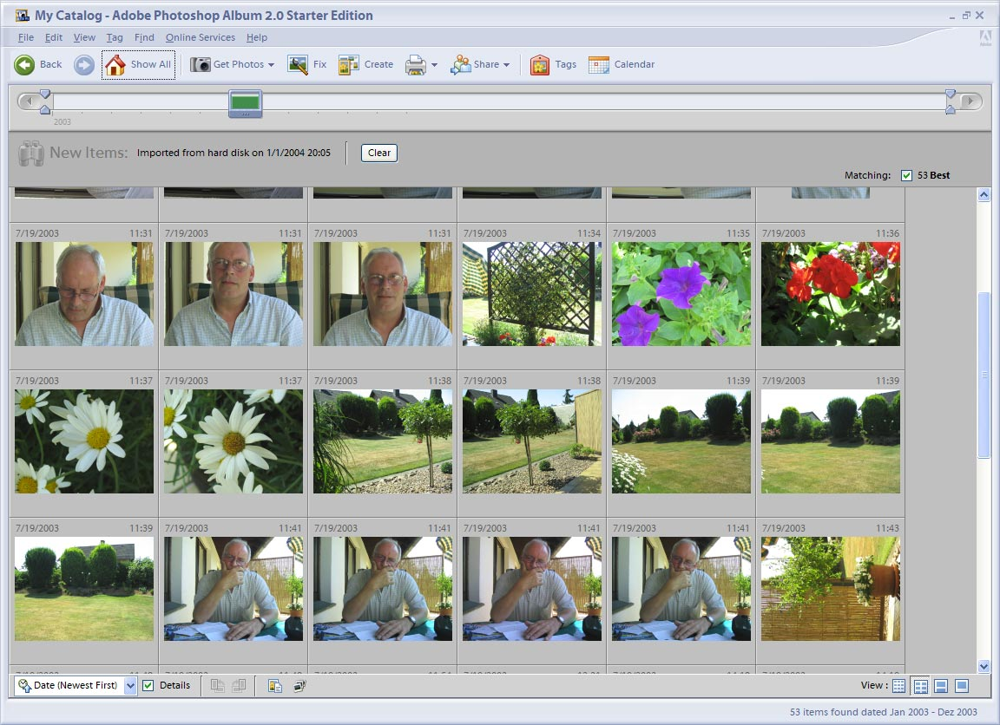 My Catalog - Adobe Photoshop Album 2.0 Starter Edition
File Edit View Tag Find Online Services Help
Back Show All Get Photos Fix Create Share Tags Calendar
2003
New Items: Imported from hard disk on 1/1/2004 20:05 Clear
Matching: 53 Best
7/19/2003 11:31 7/19/2003 11:31 7/19/2003 11:31 7/19/2003 11:34 7/19/2003 11:35 7/19/2003 11:36
7/19/2003 11:37 7/19/2003 11:37 7/19/2003 11:38 7/19/2003 11:38 7/19/2003 11:39 7/19/2003 11:39
7/19/2003 11:39 7/19/2003 11:41 7/19/2003 11:41 7/19/2003 11:41 7/19/2003 11:41 7/19/2003 11:43
Date (Newest First) Details View :
53 items found dated Jan 2003 - Dez 2003